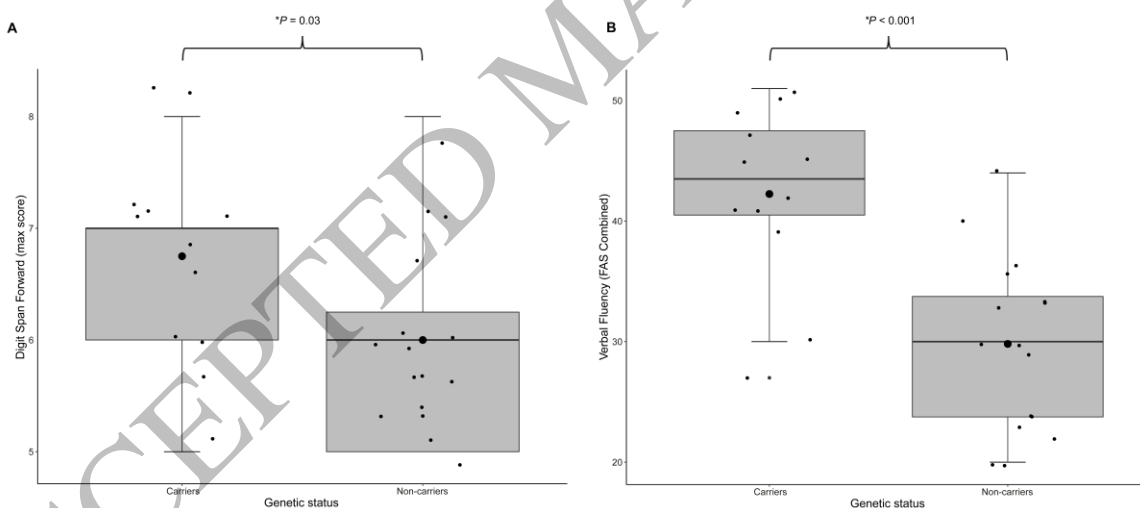 A
*P = 0.03
Digit Span Forward (max score)
8
7
6
5
Carriers
Non-carriers
Genetic status
B
*P < 0.001
Verbal Fluency (FAS Combined)
50
40
30
20
Carriers
Non-carriers
Genetic status
CEPTED MA